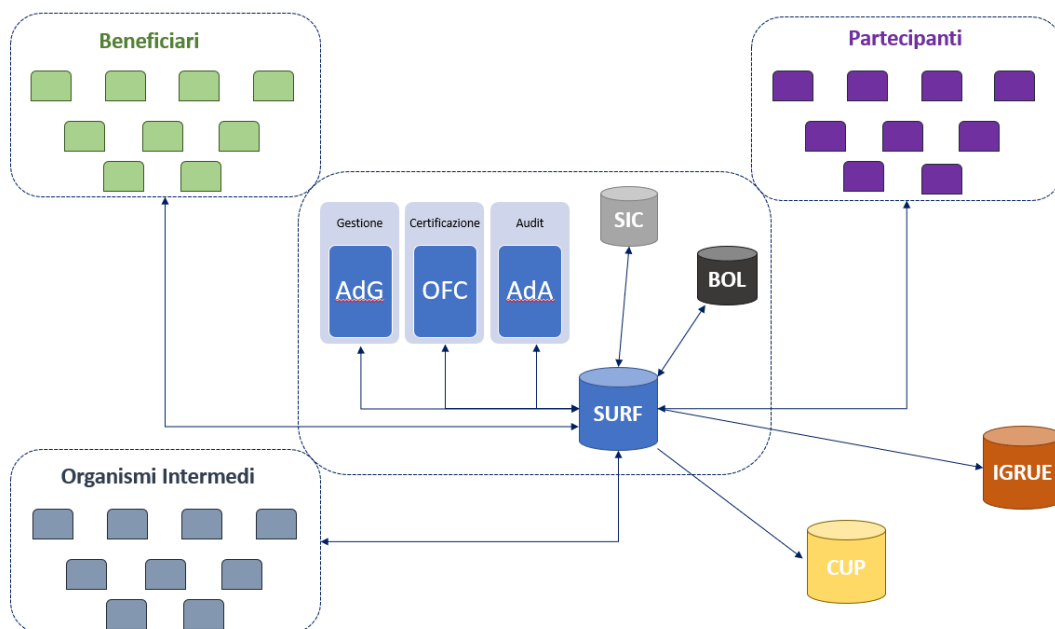 Beneficiari
Partecipanti
Gestione
Certificazione
Audit
AdG
OFC
AdA
SIC
BOL
SURF
Organismi Intermedi
IGRUE
CUP